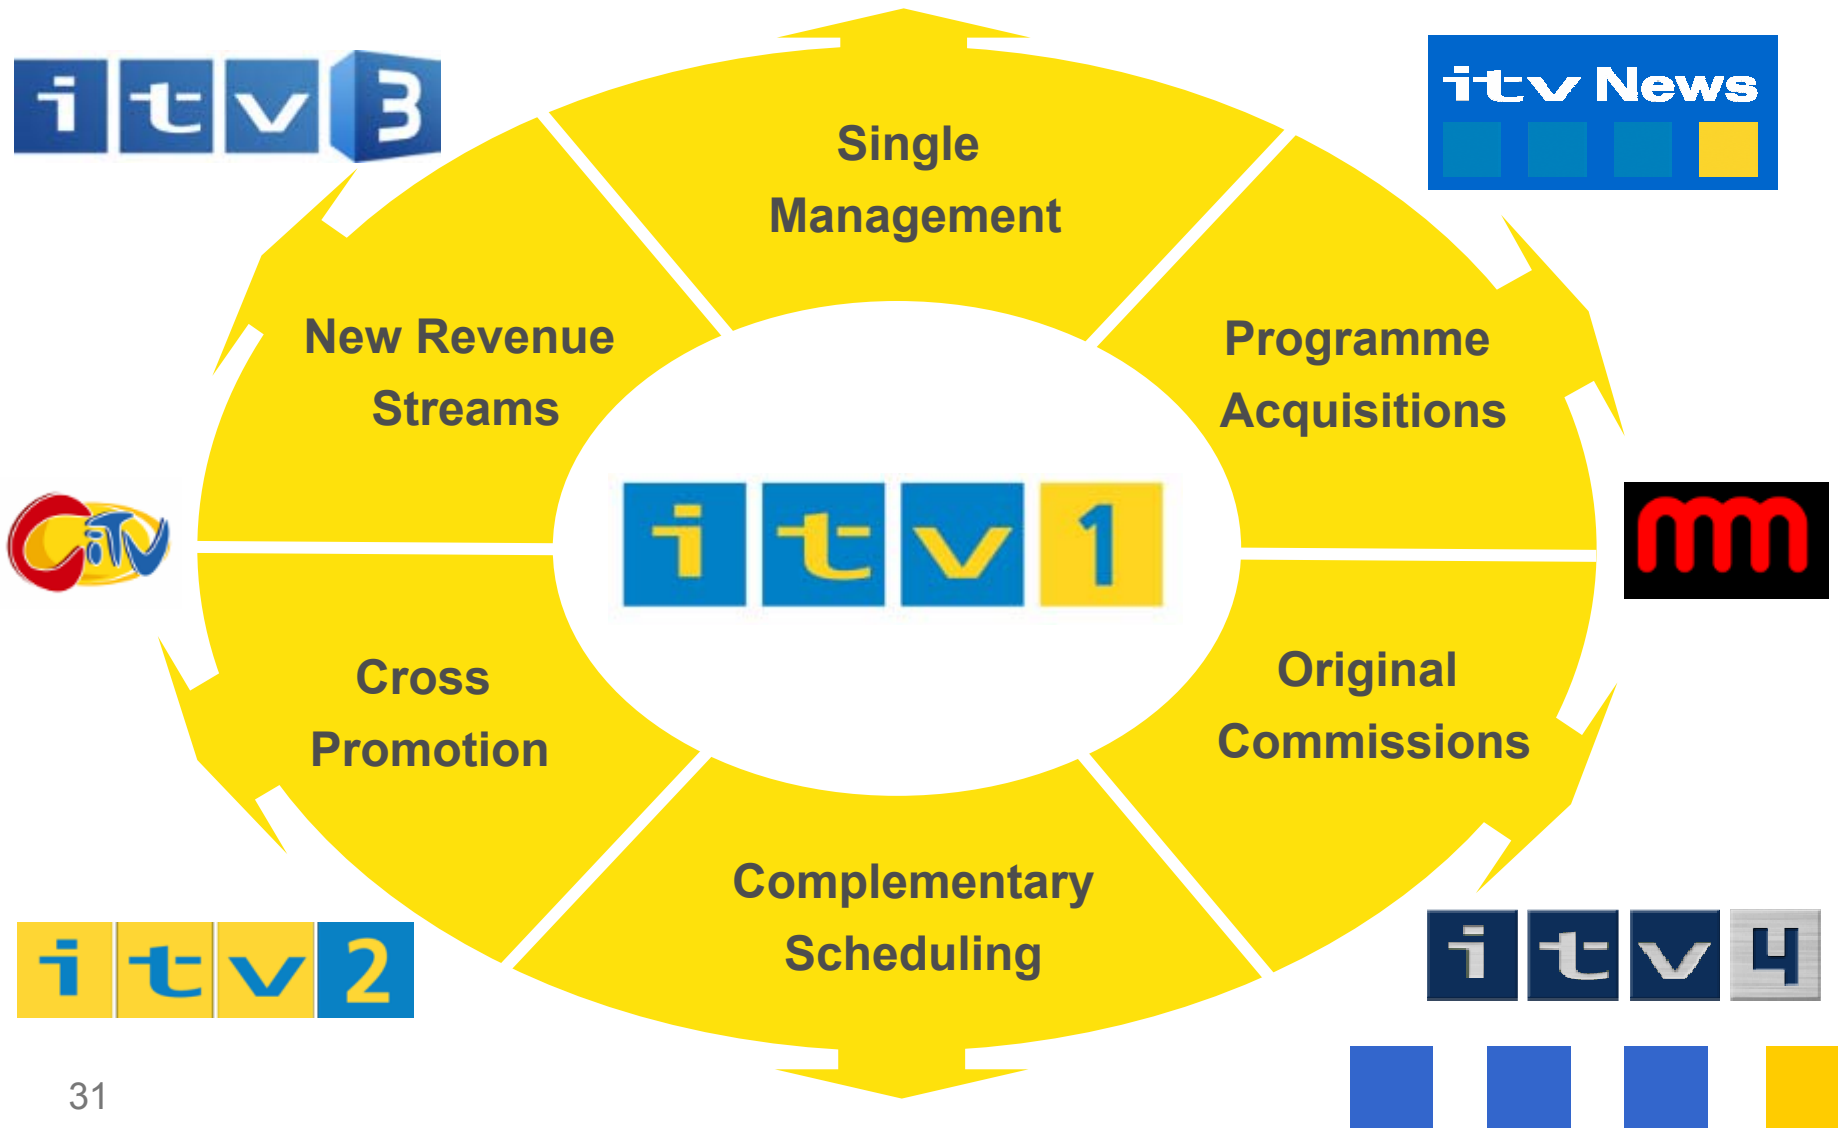 itv3
itv News
Single
Management
New Revenue
Streams
Programme
Acquisitions
CiTV
itv1
Cross
Promotion
Original
Commissions
Complementary
Scheduling
itv2
itv4
31